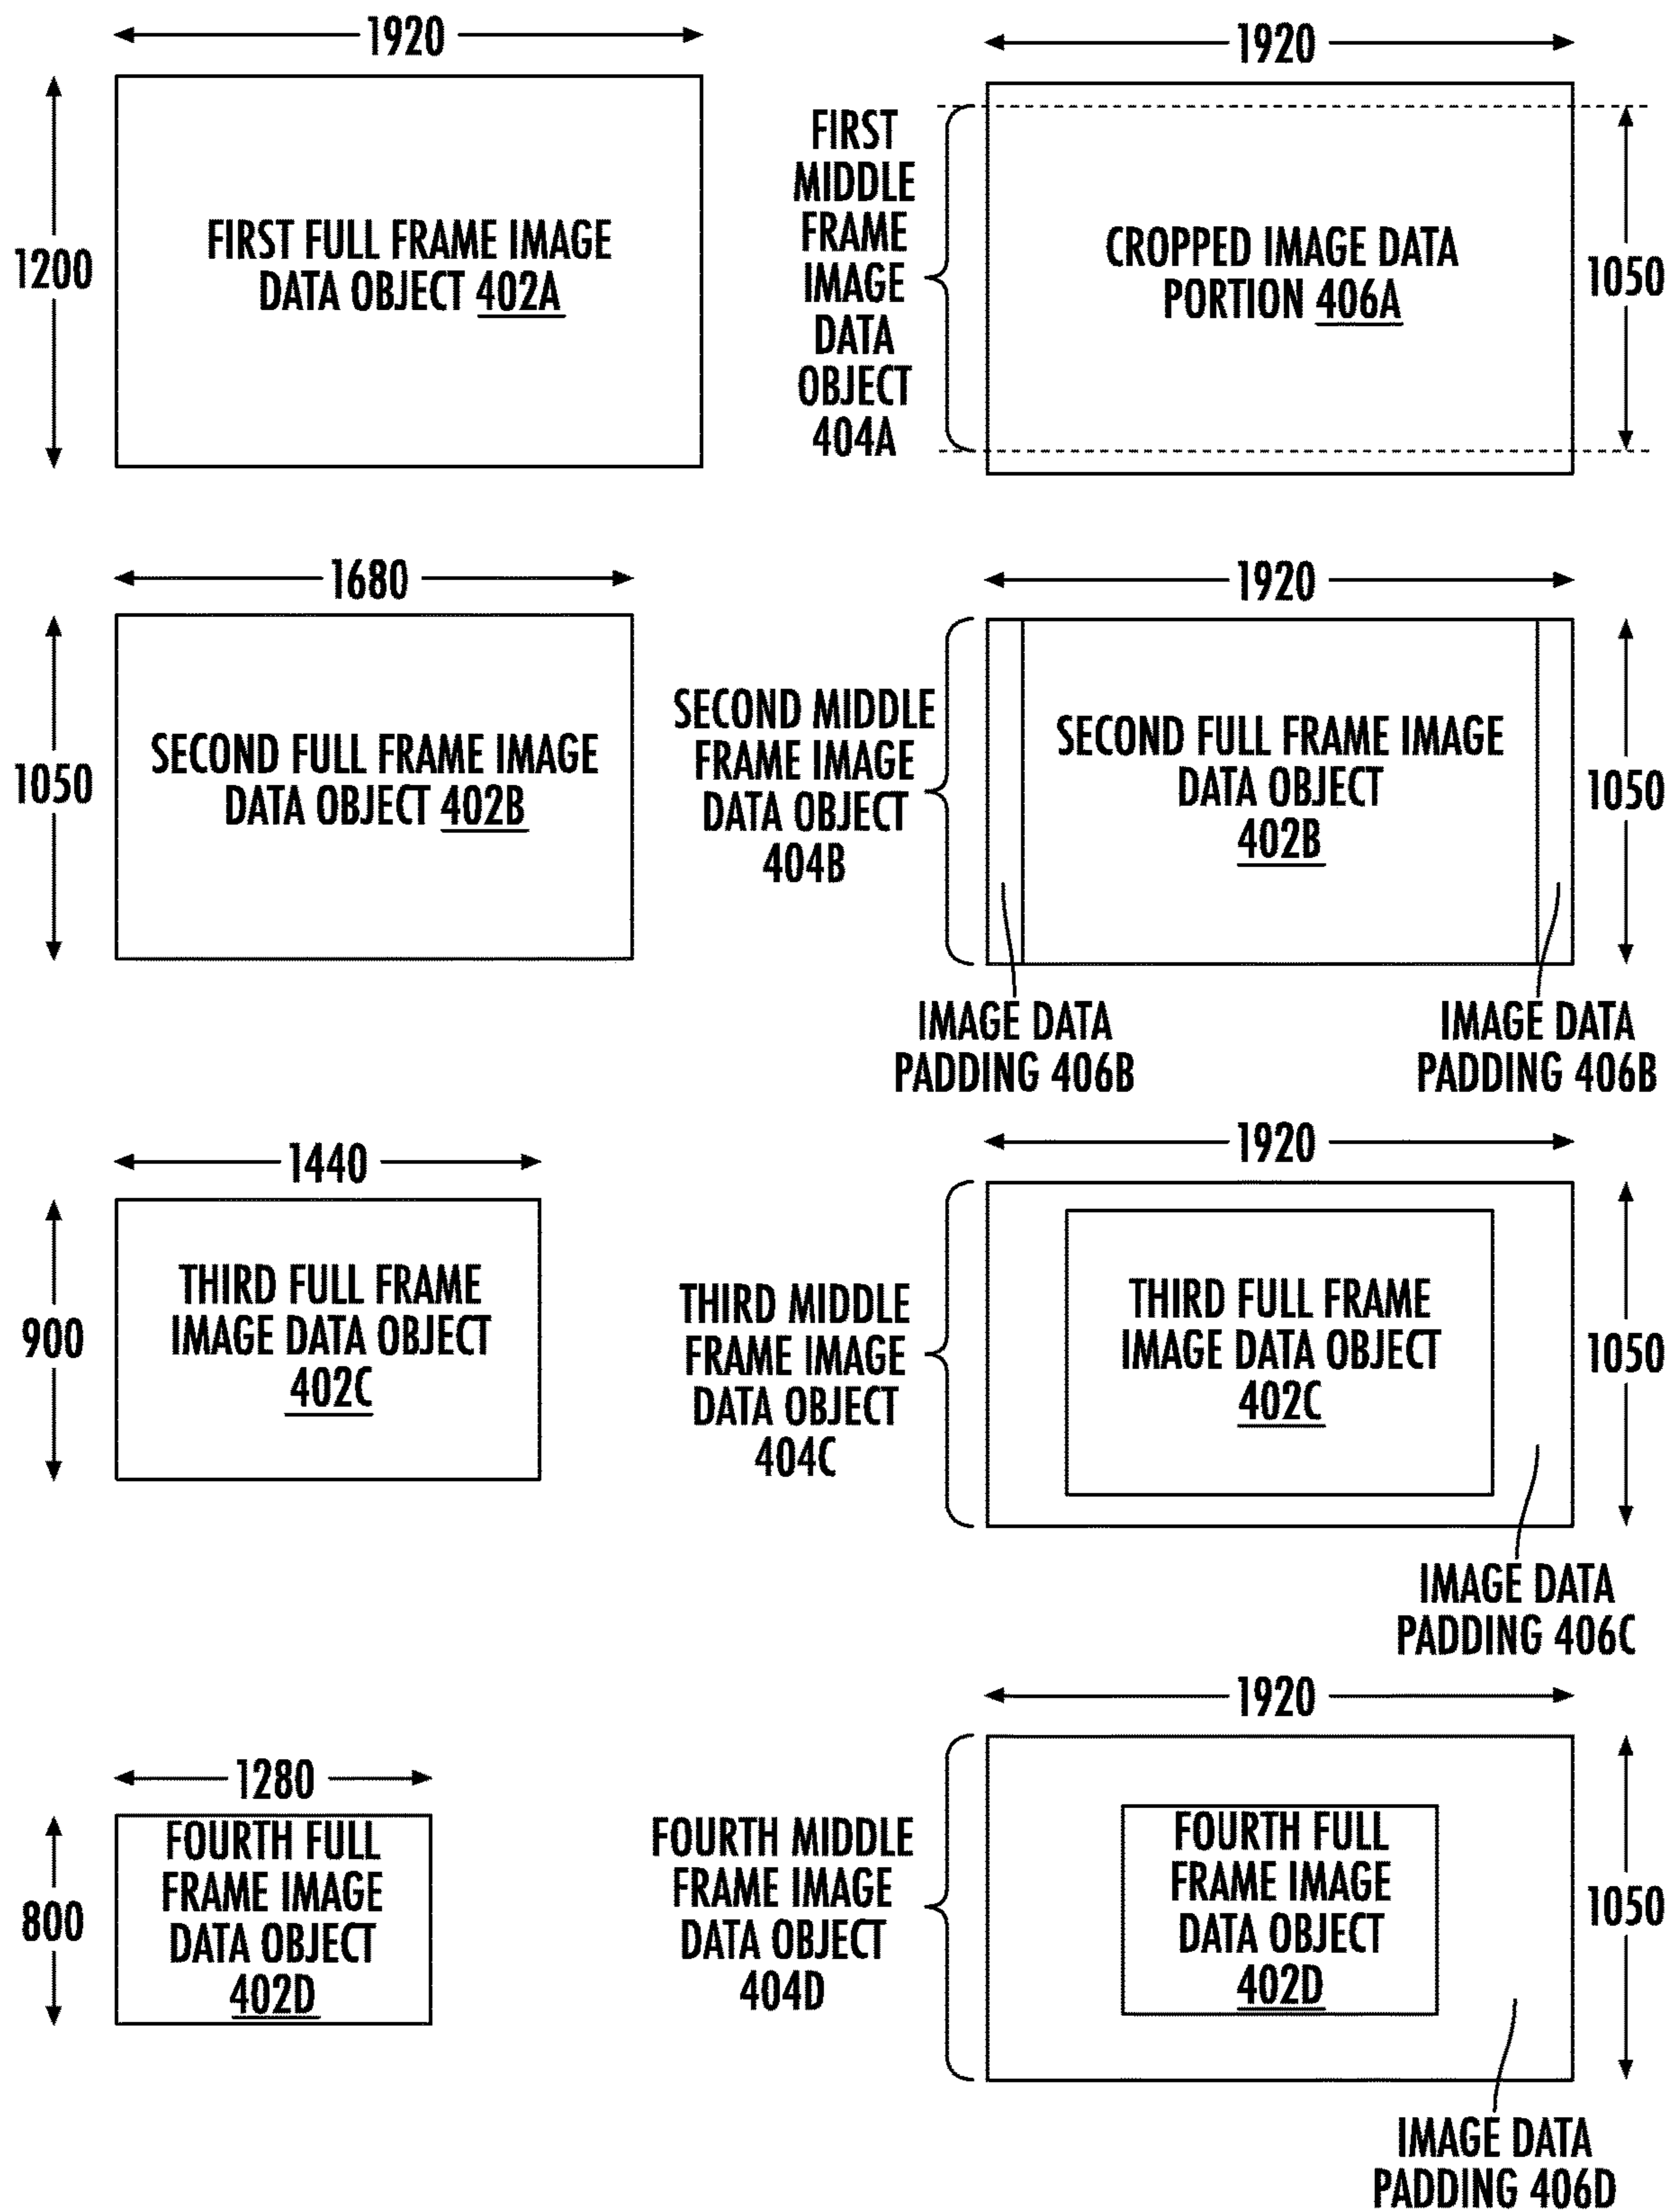 1920
1200
FIRST FULL FRAME IMAGE
DATA OBJECT 402A
1920
FIRST
MIDDLE
FRAME
IMAGE
DATA
OBJECT
404A
CROPPED IMAGE DATA
PORTION 406A
1050
1680
1050
SECOND FULL FRAME IMAGE
DATA OBJECT 402B
1920
SECOND MIDDLE
FRAME IMAGE
DATA OBJECT
404B
SECOND FULL FRAME IMAGE
DATA OBJECT
402B
1050
IMAGE DATA
PADDING 406B
IMAGE DATA
PADDING 406B
1440
900
THIRD FULL FRAME
IMAGE DATA OBJECT
402C
1920
THIRD MIDDLE
FRAME IMAGE
DATA OBJECT
404C
THIRD FULL FRAME
IMAGE DATA OBJECT
402C
1050
IMAGE DATA
PADDING 406C
1280
800
FOURTH FULL
FRAME IMAGE
DATA OBJECT
402D
1920
FOURTH MIDDLE
FRAME IMAGE
DATA OBJECT
404D
FOURTH FULL
FRAME IMAGE
DATA OBJECT
402D
1050
IMAGE DATA
PADDING 406D